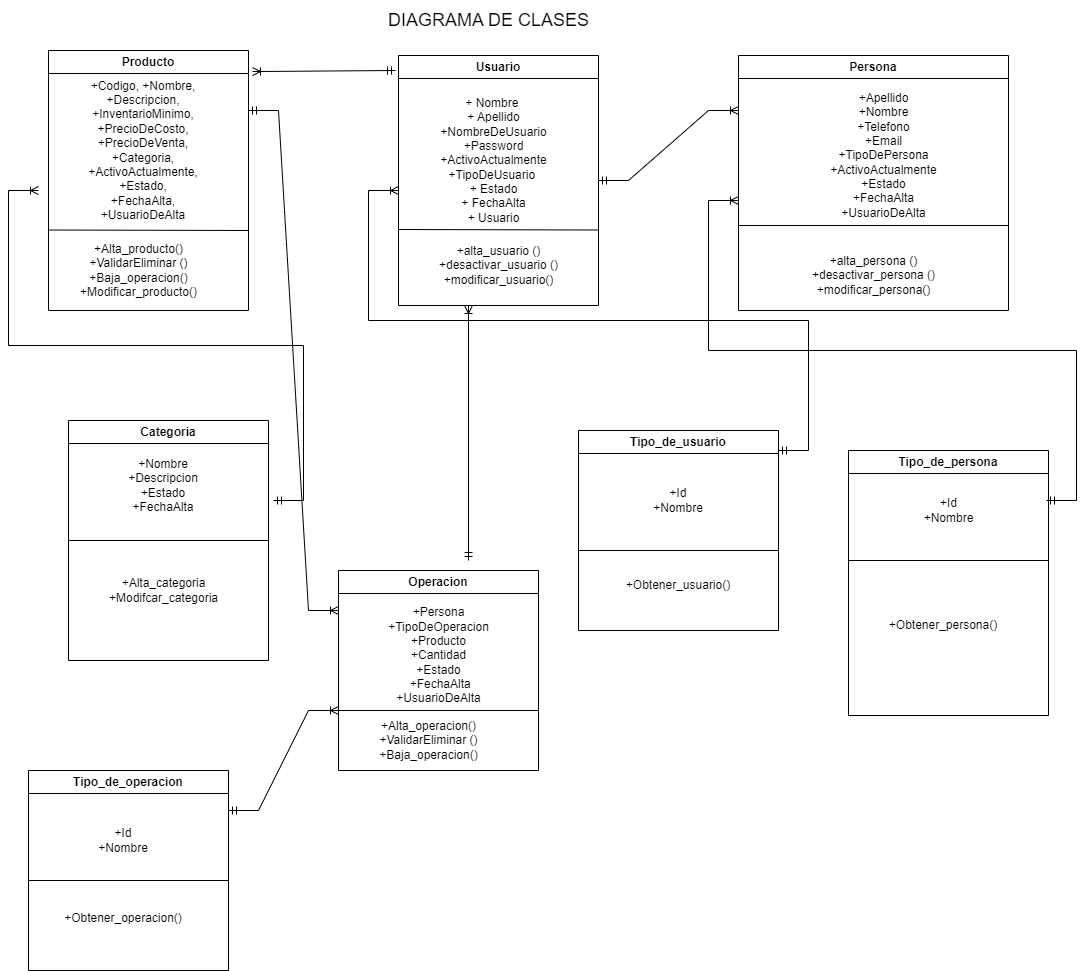 DIAGRAMA DE CLASES
Producto
+Codigo, +Nombre,
+Descripcion,
+InventarioMinimo,
+PrecioDeCosto,
+PrecioDeVenta,
+Categoria,
+ActivoActualmente,
+Estado,
+FechaAlta,
+UsuarioDeAlta
+Alta_producto()
+ValidarEliminar ()
+Baja_operacion()
+Modificar_producto()
Usuario
+ Nombre
+ Apellido
+NombreDeUsuario
+Password
+ActivoActualmente
+TipoDeUsuario
+ Estado
+ FechaAlta
+ Usuario
+alta_usuario ()
+desactivar_usuario ()
+modificar_usuario()
Persona
+Apellido
+Nombre
+Telefono
+Email
+TipoDePersona
+ActivoActualmente
+Estado
+FechaAlta
+UsuarioDeAlta
+alta_persona ()
+desactivar_persona ()
+modificar_persona()
Categoria
+Nombre
+Descripcion
+Estado
+FechaAlta
+Alta_categoria
+Modifcar_categoria
Tipo_de_usuario
+Id
+Nombre
+Obtener_usuario()
Tipo_de_persona
+Id
+Nombre
+Obtener_persona()
Operacion
+Persona
+TipoDeOperacion
+Producto
+Cantidad
+Estado
+FechaAlta
+UsuarioDeAlta
+Alta_operacion()
+ValidarEliminar ()
+Baja_operacion()
Tipo_de_operacion
+Id
+Nombre
+Obtener_operacion()